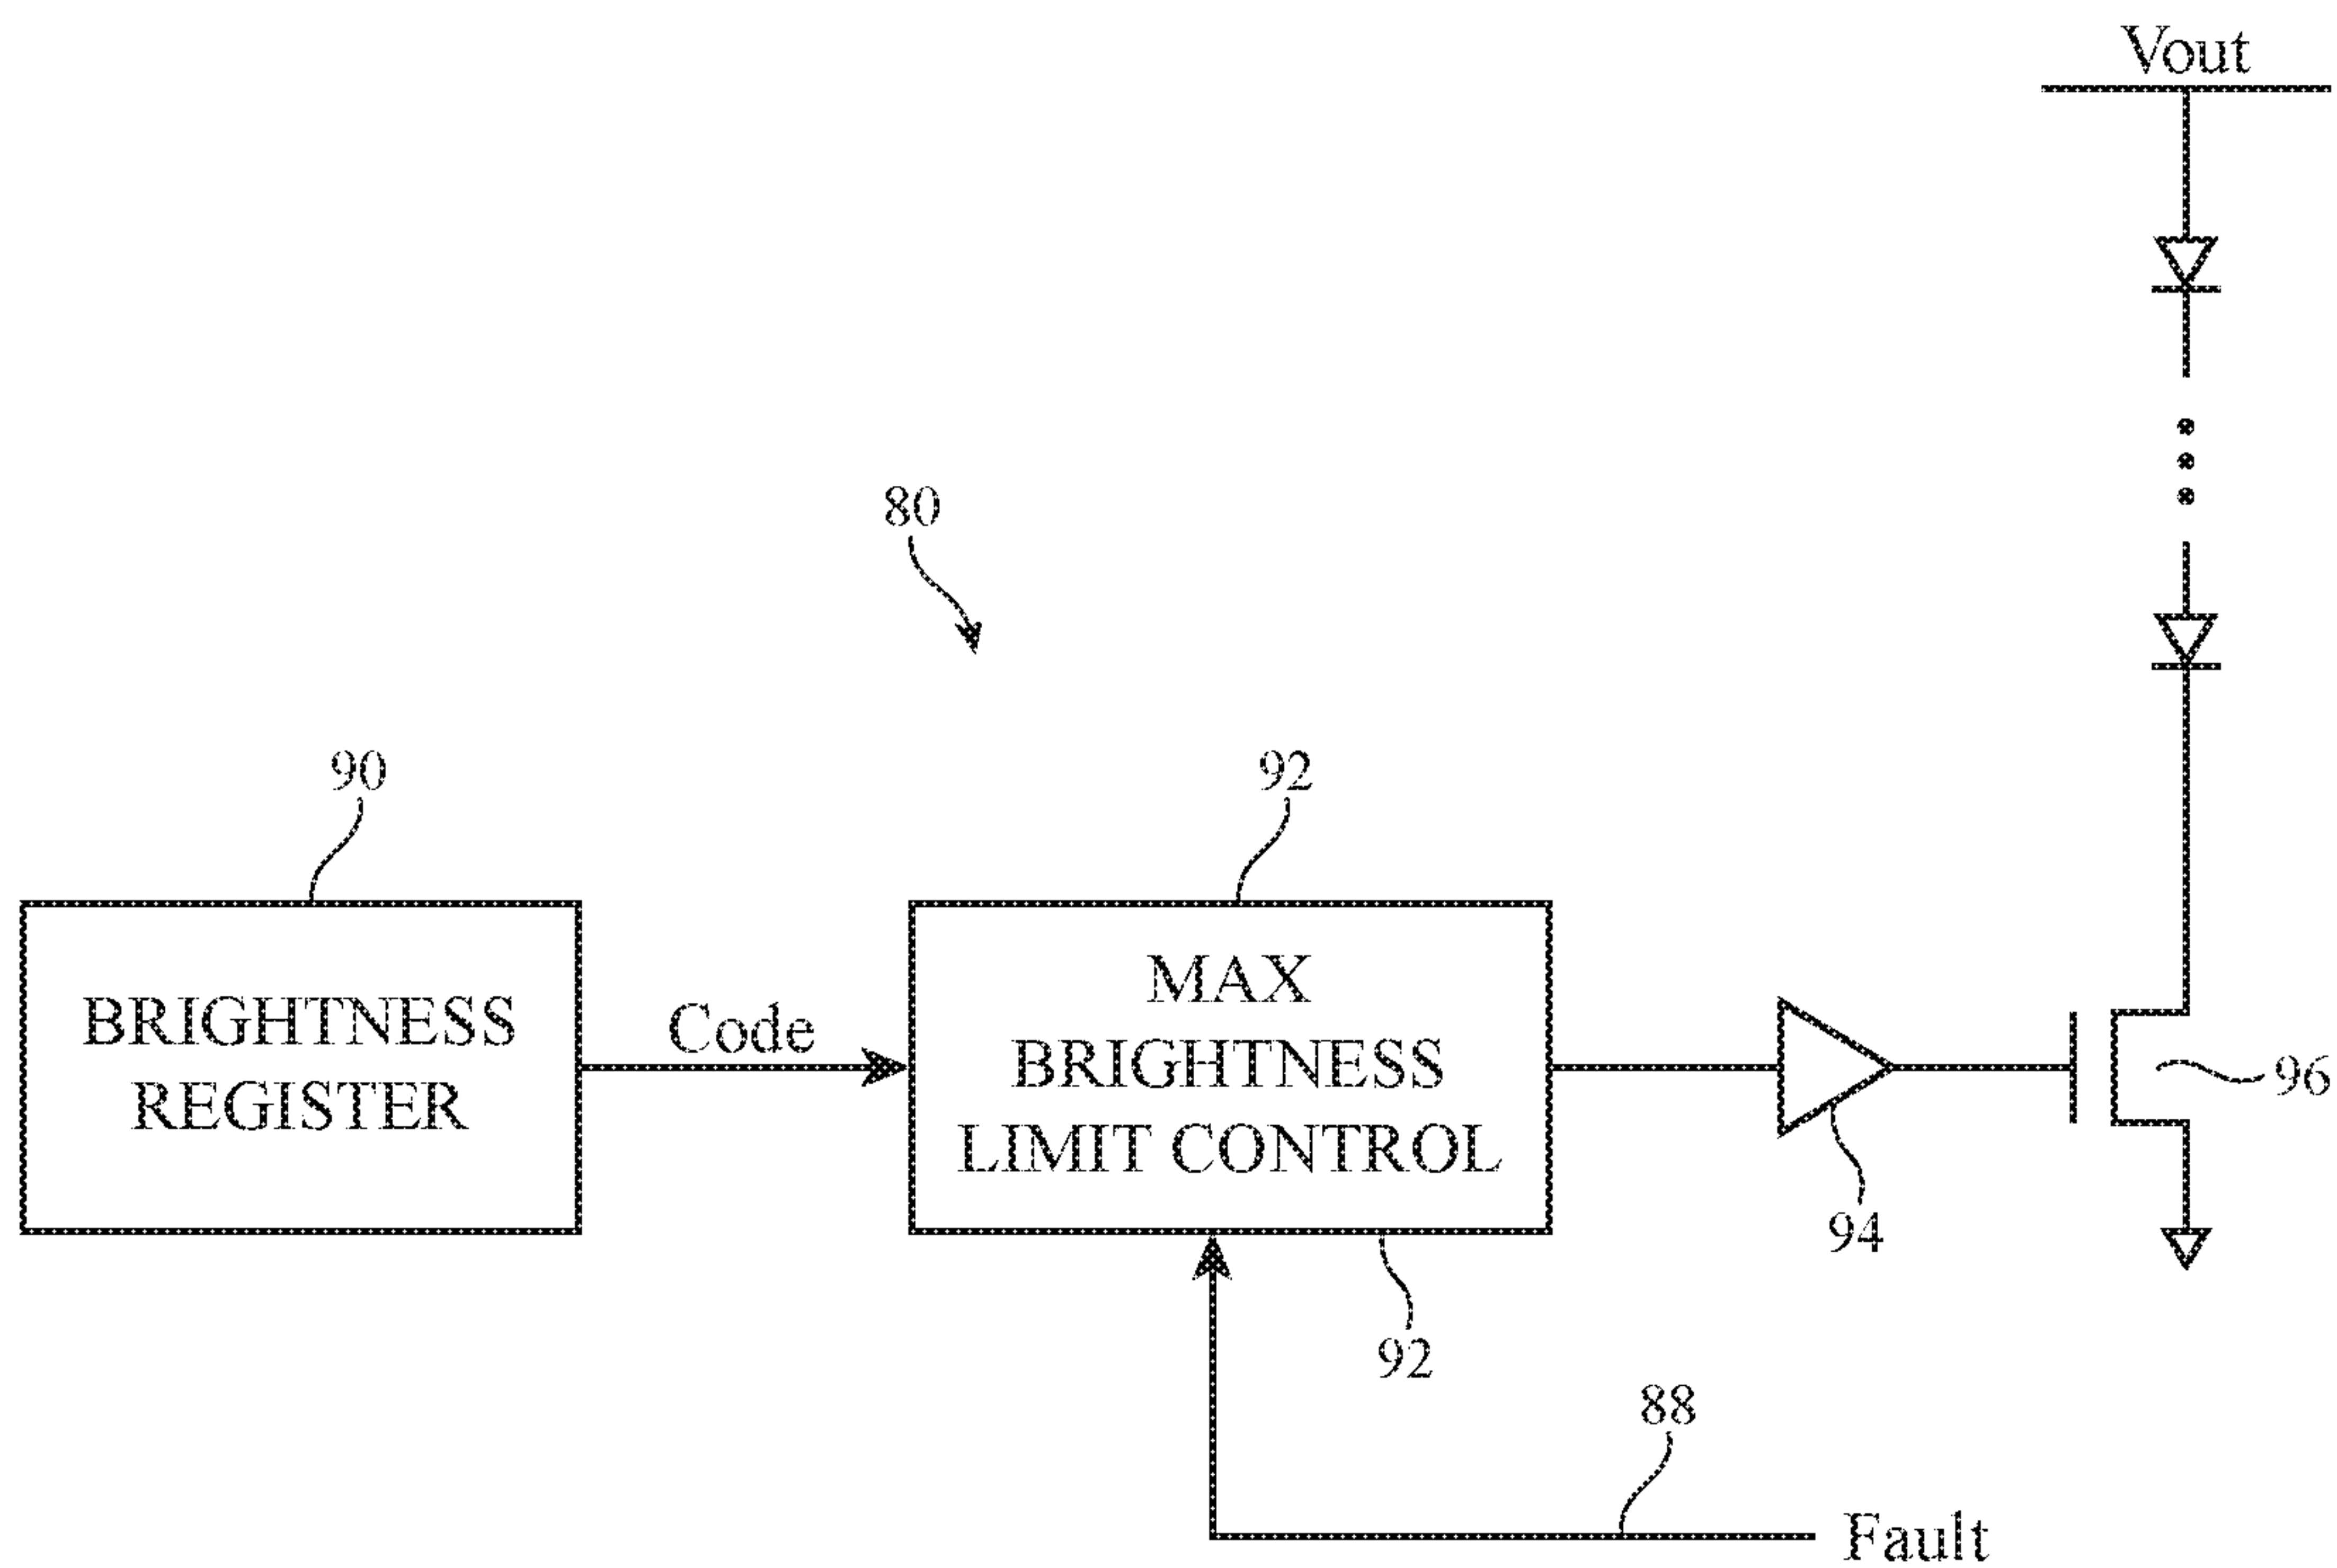 Vout
80
90
92
BRIGHTNESS
REGISTER
Code
MAX
BRIGHTNESS
LIMIT CONTROL
96
94
92
88
Fault